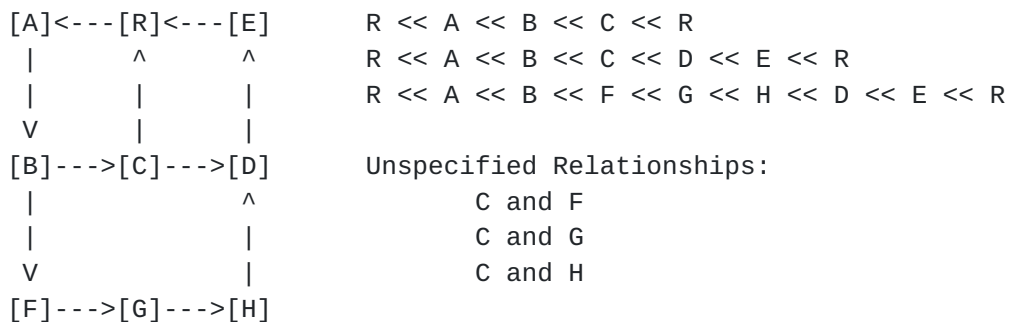 [A]<---[R]<---[E]      R << A << B << C << R
 |      ^      ^       R << A << B << C << D << E << R
 |      |      |       R << A << B << F << G << H << D << E << R
 V      |      |
[B]--->[C]--->[D]      Unspecified Relationships:
 |             ^              C and F
 |             |              C and G
 V             |              C and H
[F]--->[G]--->[H]